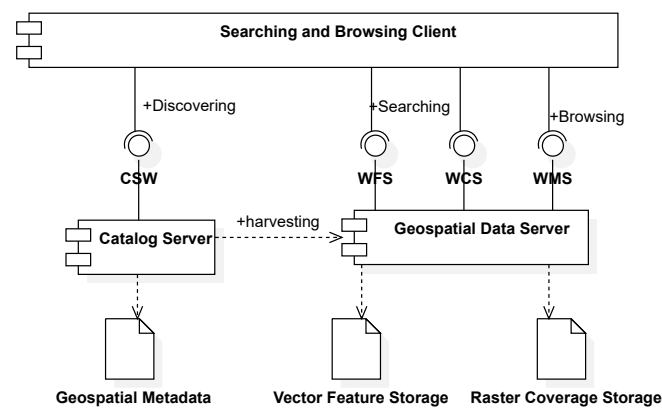 Searching and Browsing Client
+Discovering
+Searching
+Browsing
CSW
WFS
WCS
WMS
+harvesting
Catalog Server
Geospatial Data Server
Geospatial Metadata
Vector Feature Storage
Raster Coverage Storage